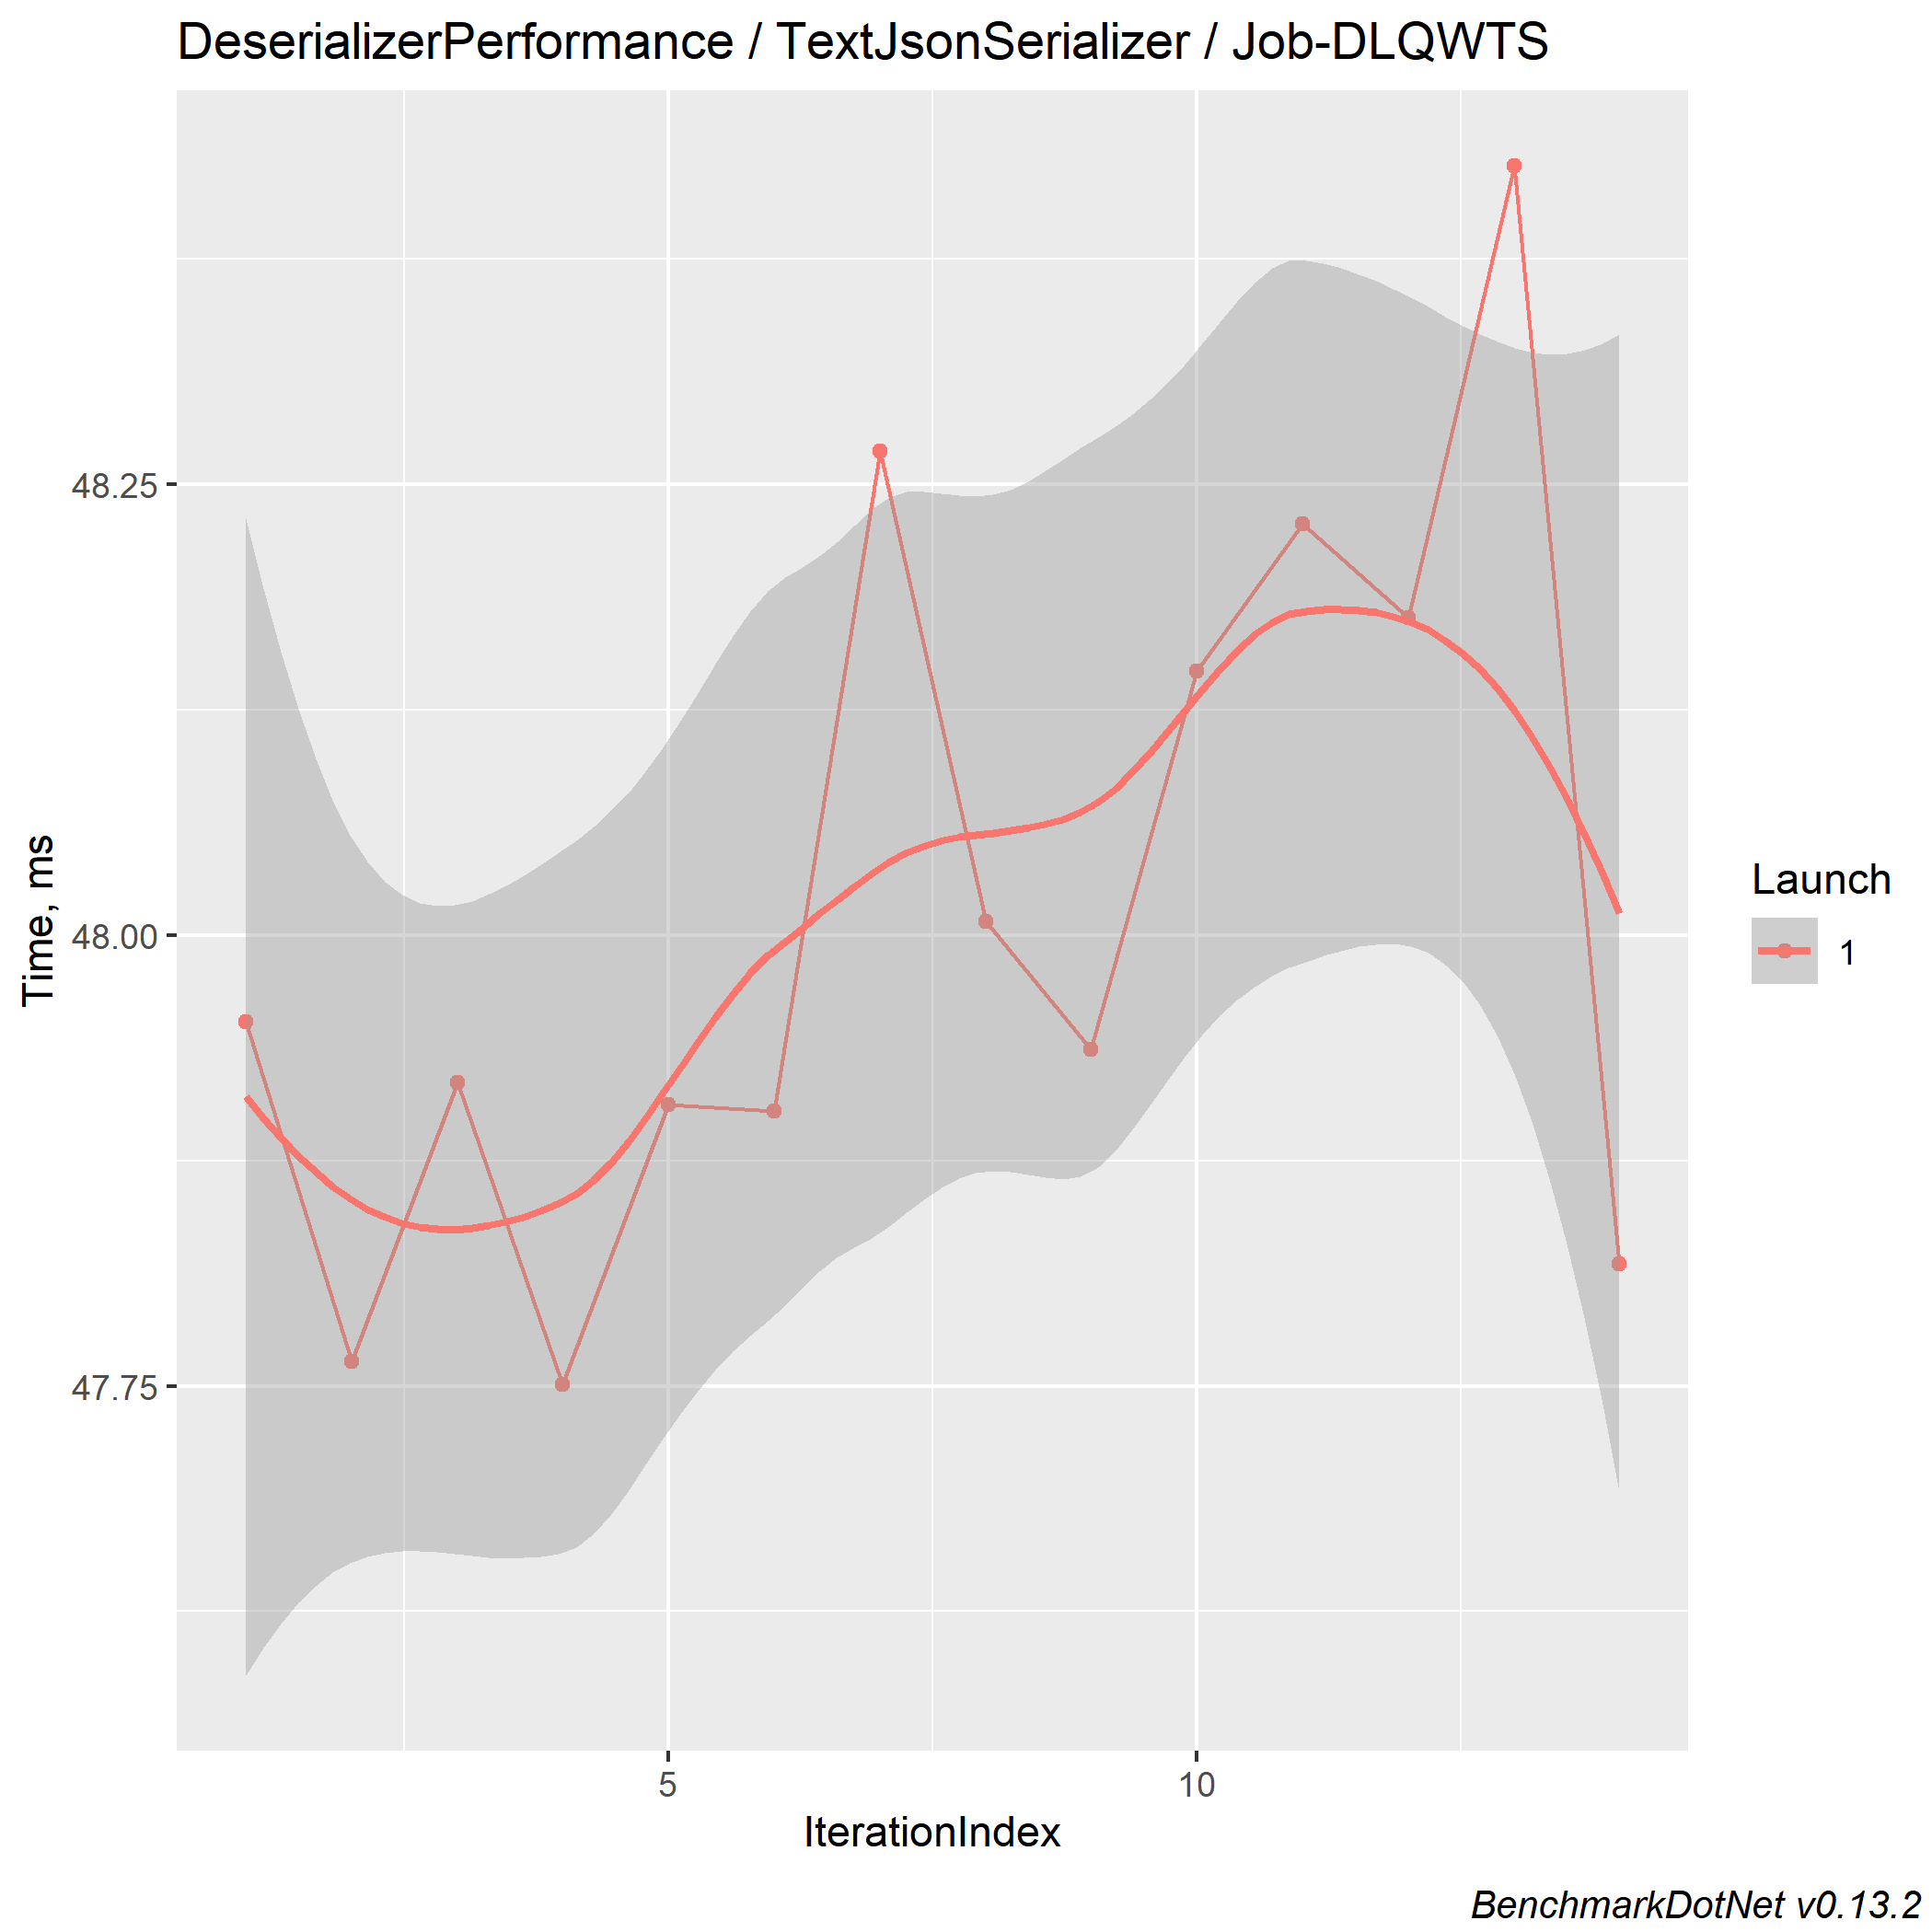 DeserializerPerformance / TextJsonSerializer / Job-DLQWTS
48.25
48.00
47.75
Time, ms
5
10
IterationIndex
Launch
1
BenchmarkDotNet v0.13.2